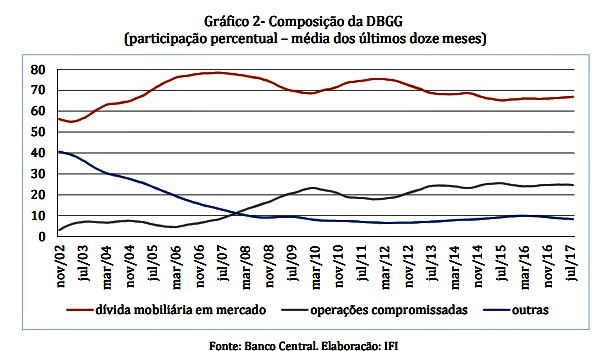 Gráfico 2- Composição da DBGG
(participação percentual – média dos últimos doze meses)
80
70
60
50
40
30
20
10
0
nov/02
jul/03
mar/04
nov/04
jul/05
mar/06
nov/06
jul/07
mar/08
nov/08
jul/09
mar/10
nov/10
jul/11
mar/12
nov/12
jul/13
mar/14
nov/14
jul/15
mar/16
nov/16
jul/17
dívida mobiliária em mercado
operações compromissadas
outras
Fonte: Banco Central. Elaboração: IFI